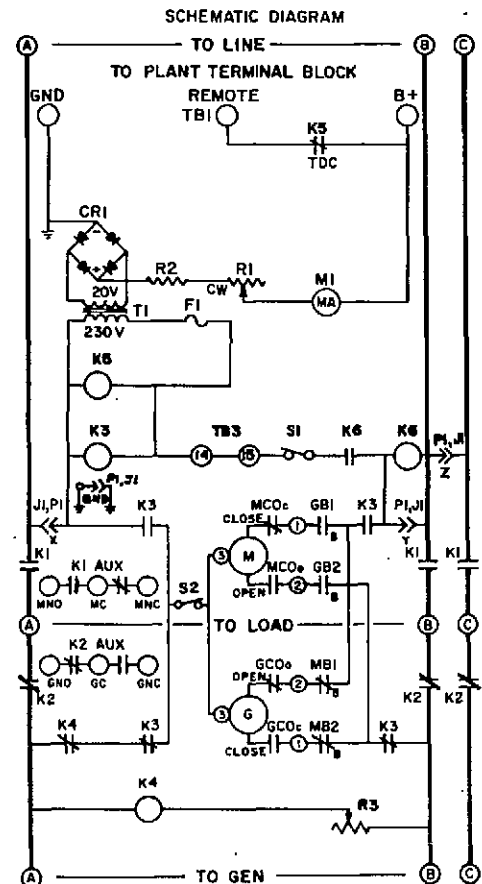 SCHEMATIC DIAGRAM
A TO LINE B C
TO PLANT TERMINAL BLOCK
GND REMOTE B+
TB1 K5
TDC
CR1
R2 R1
CW M1
MA
20V
T1 F1
230V
K5
K3 TB3 S1 K6 K6 P1,J1
14 15
Z
P1,J1
GND
J1,P1 K3 MCOc GB1 K3 P1,J1
X CLOSE 1 B Y
K1 M 3 K1 K1
K1 AUX S2 MCOo GB2
MNO MC MNC OPEN 2 B
A TO LOAD B C
K2 AUX GCOo MB1
GNO GC GNC OPEN 2 B
K2 G 3 K2 K2
K4 K3 GCOc MB2 K3
CLOSE 1 B
K4 R3
A TO GEN B C